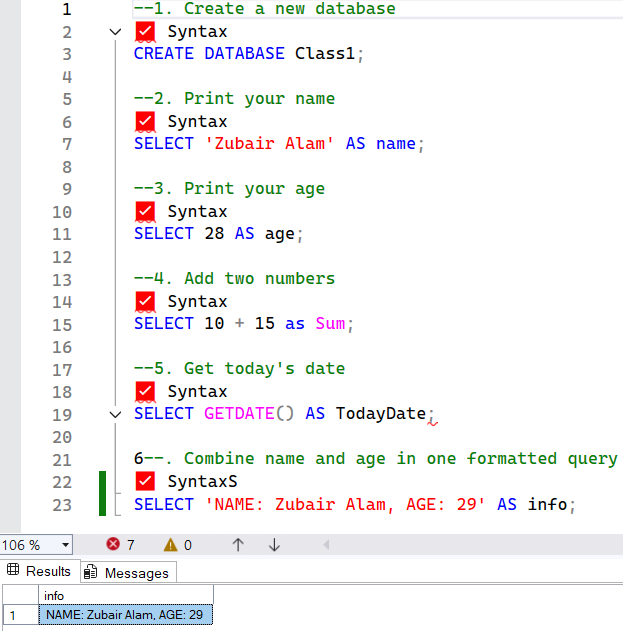 1 --1. Create a new database
2 ✅ Syntax
3 CREATE DATABASE Class1;
4
5 --2. Print your name
6 ✅ Syntax
7 SELECT 'Zubair Alam' AS name;
8
9 --3. Print your age
10 ✅ Syntax
11 SELECT 28 AS age;
12
13 --4. Add two numbers
14 ✅ Syntax
15 SELECT 10 + 15 as Sum;
16
17 --5. Get today's date
18 ✅ Syntax
19 SELECT GETDATE() AS TodayDate;
20
21 6--. Combine name and age in one formatted query
22 ✅ SyntaxS
23 SELECT 'NAME: Zubair Alam, AGE: 29' AS info;
106 % 7 0
Results Messages
info
1 NAME: Zubair Alam, AGE: 29